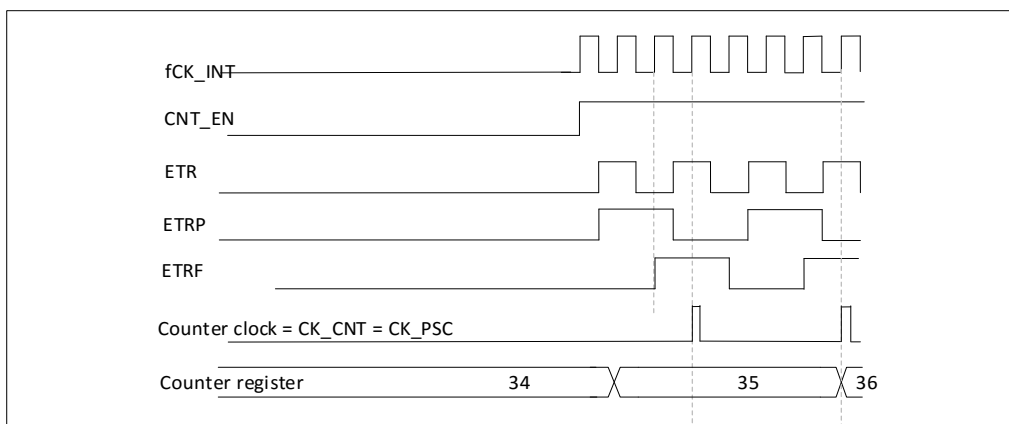 fCK_INT
CNT_EN
ETR
ETRP
ETRF
Counter clock = CK_CNT = CK_PSC
Counter register 34 35 36